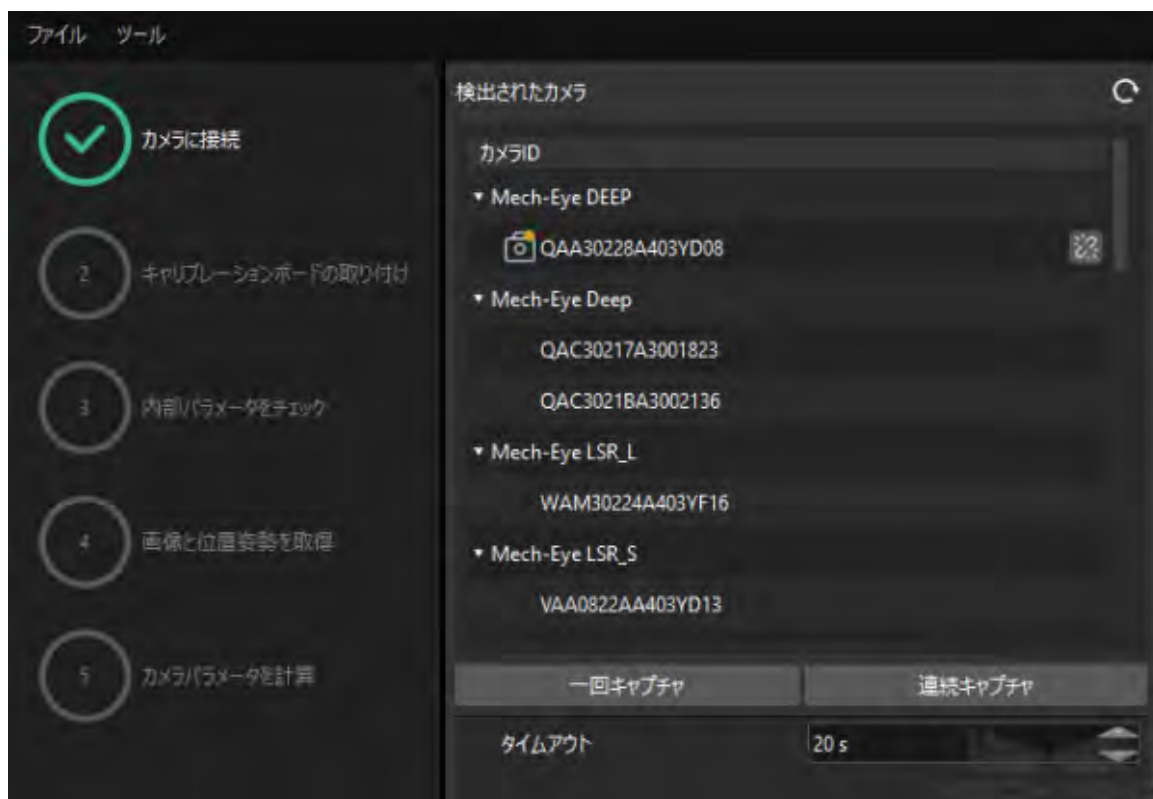 ファイル ツール
カメラに接続
2 キャリブレーションボードの取り付け
3 内部パラメータをチェック
4 画像と位置姿勢を取得
5 カメラパラメータを計算
検出されたカメラ
カメラID
Mech-Eye DEEP
QAA30228A403YD08
Mech-Eye Deep
QAC30217A3001823
QAC3021BA3002136
Mech-Eye LSR_L
WAM30224A403YF16
Mech-Eye LSR_S
VAA0822AA403YD13
一回キャプチャ 連続キャプチャ
タイムアウト 20 s